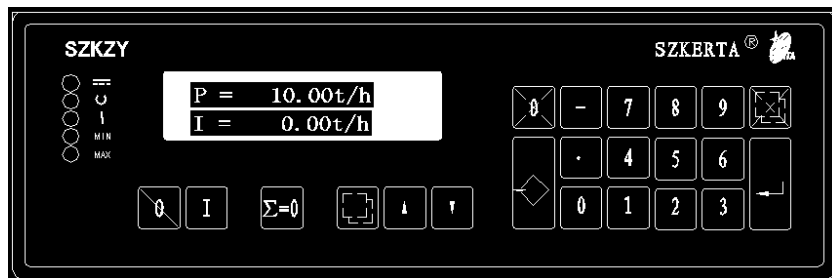 SZKZY
SZKERTA ®
P = 10.00t/h
I = 0.00t/h
MIN
MAX
0 - 7 8 9
. 4 5 6
0 1 2 3
0 I Σ=0